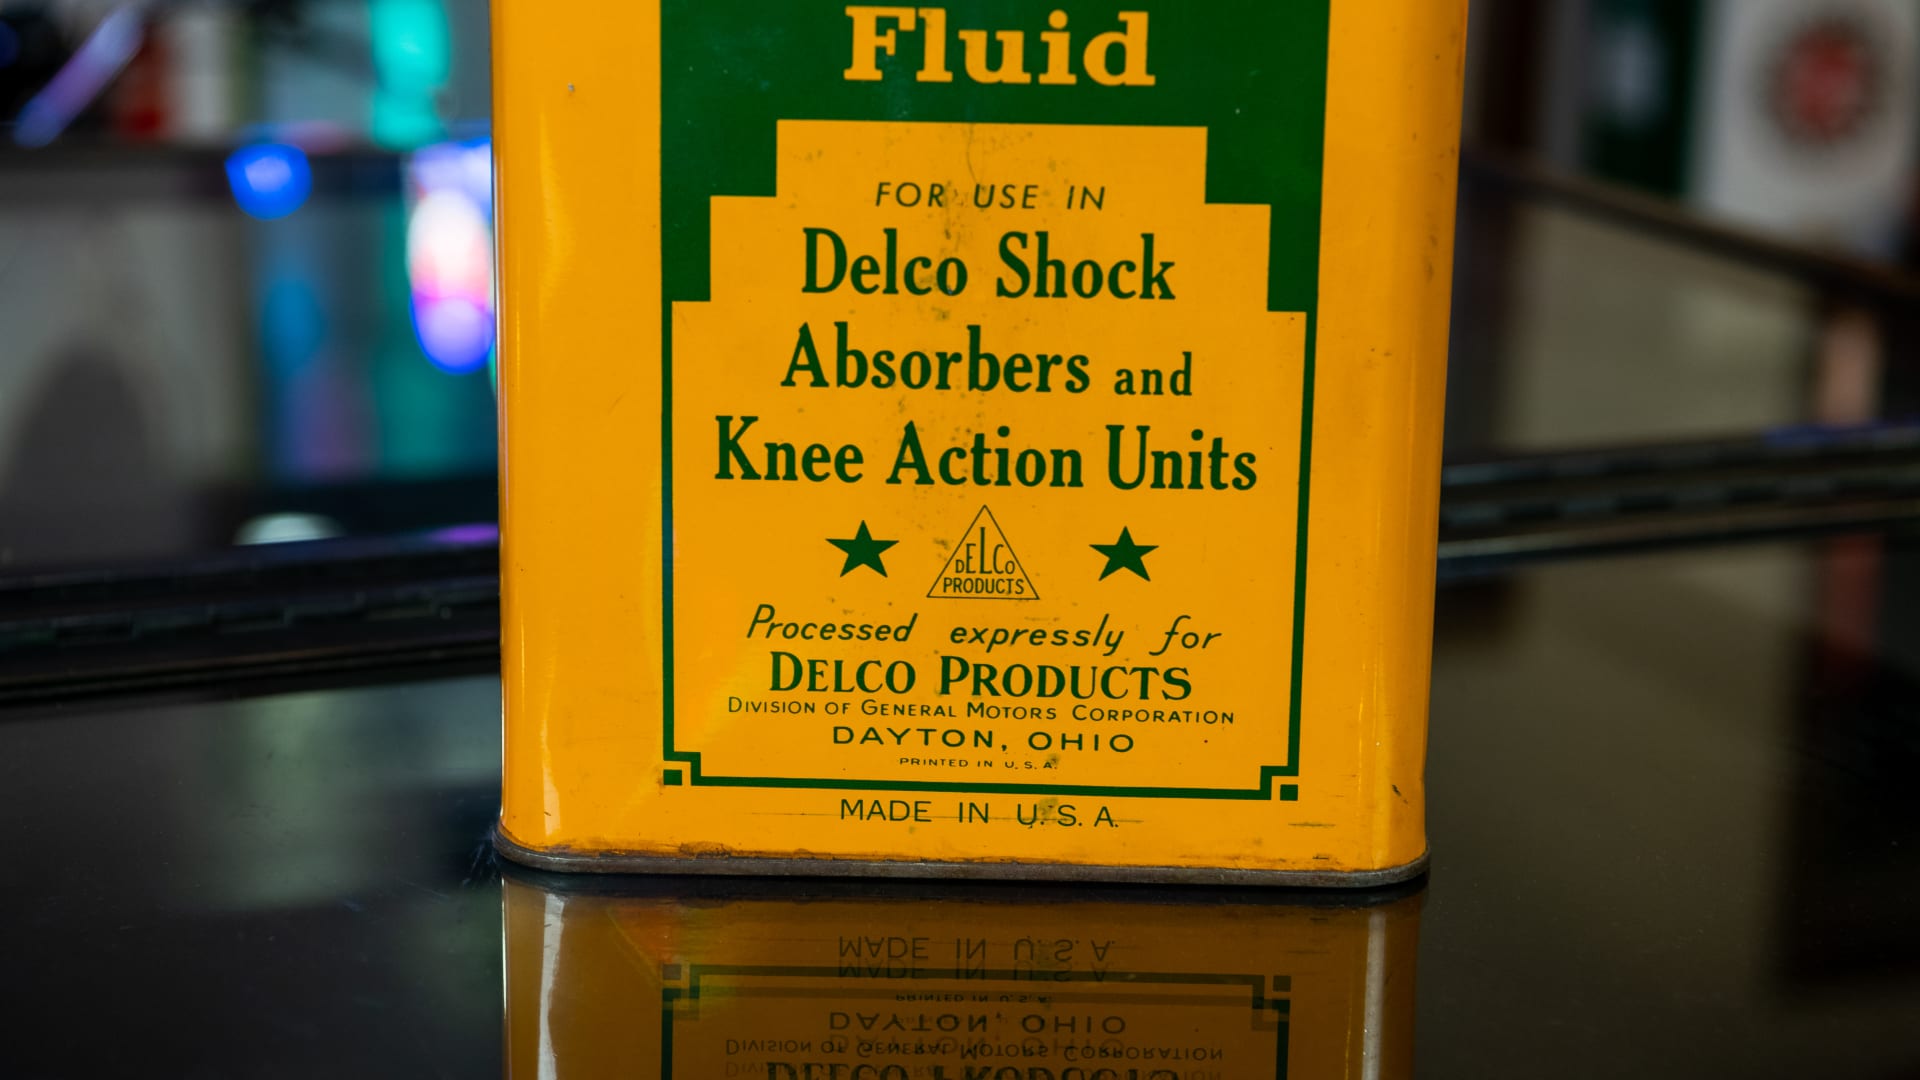 Fluid
FOR USE IN
Delco Shock
Absorbers and
Knee Action Units
DELCO
PRODUCTS
Processed expressly for
DELCO PRODUCTS
DIVISION OF GENERAL MOTORS CORPORATION
DAYTON, OHIO
PRINTED IN U.S.A.
MADE IN U.S.A.